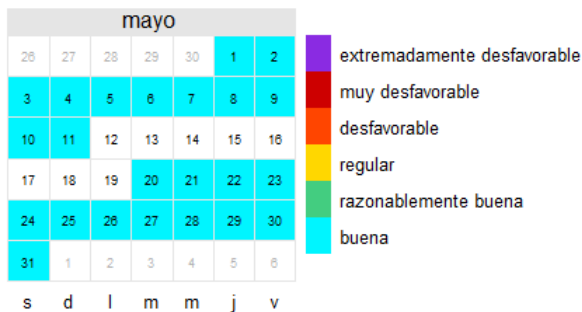 mayo
26 27 28 29 30 1 2
3 4 5 6 7 8 9
10 11 12 13 14 15 16
17 18 19 20 21 22 23
24 25 26 27 28 29 30
31 1 2 3 4 5 6
s d l m m j v
extremadamente desfavorable
muy desfavorable
desfavorable
regular
razonablemente buena
buena